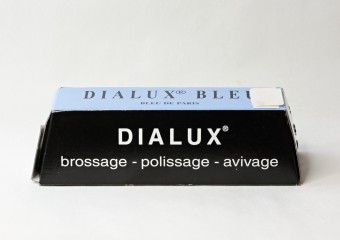 DIALUX® BLEU
BLEU DE PARIS
DIALUX®
brossage - polissage - avivage